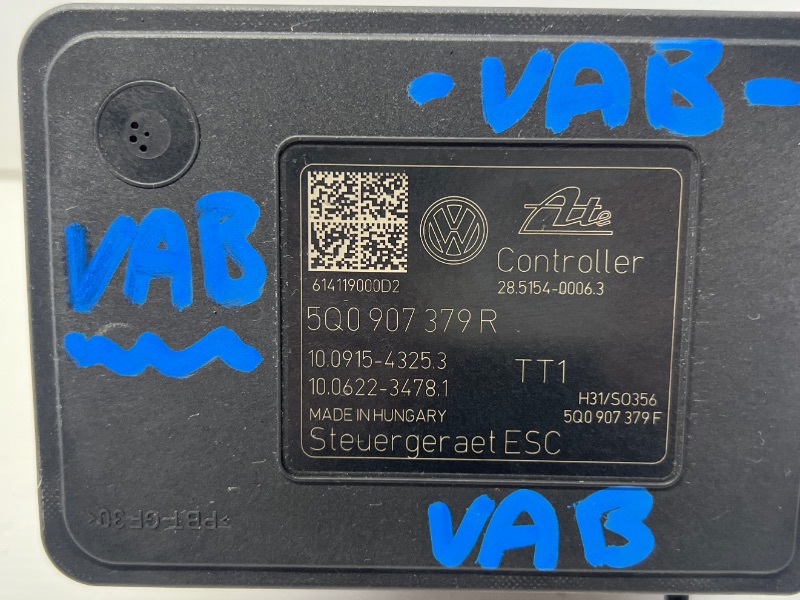 - VAB -
VAB
Ate
Controller
28.5154-0006.3
614119000D2
5Q0 907 379 R
10.0915-4325.3
TT1
10.0622-3478.1
H31/S0356
MADE IN HUNGARY
5Q0 907 379 F
Steuergeraet ESC
VAB
>PBT-GF30<